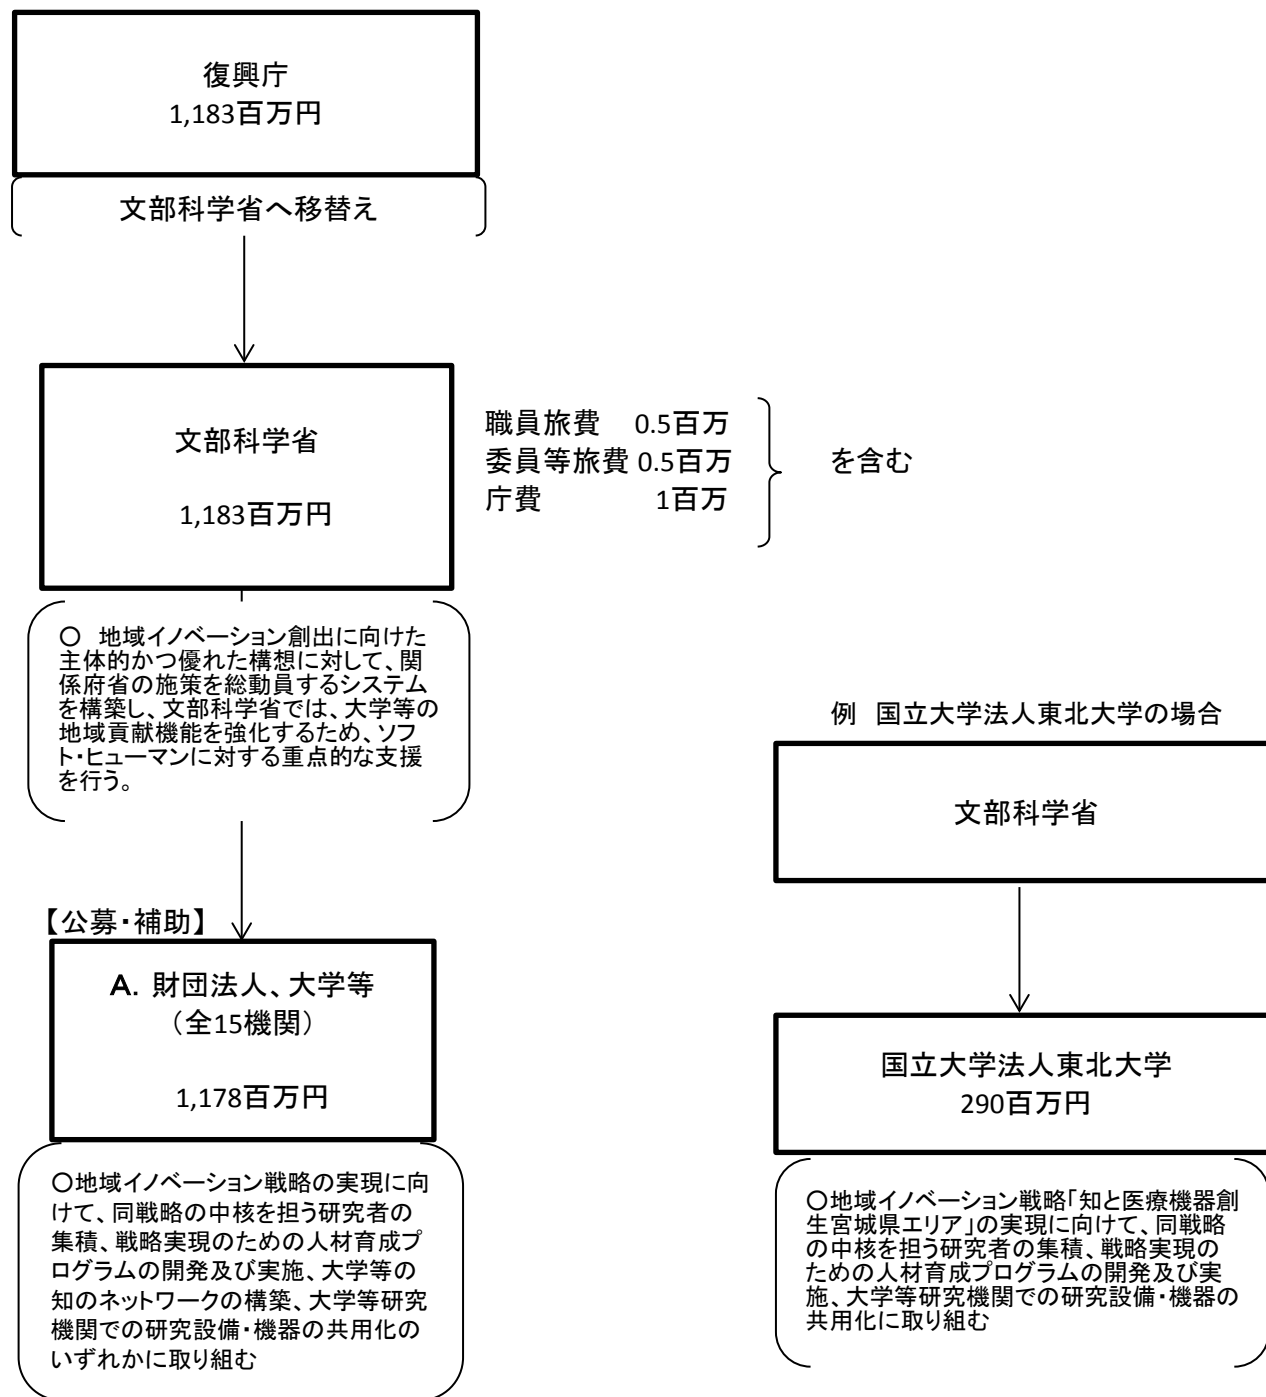 復興庁
1,183百万円
文部科学省へ移替え
文部科学省
1,183百万円
職員旅費 0.5百万
委員等旅費 0.5百万
庁費 1百万
を含む
○ 地域イノベーション創出に向けた
主体的かつ優れた構想に対して、関
係府省の施策を総動員するシステム
を構築し、文部科学省では、大学等の
地域貢献機能を強化するため、ソフ
ト・ヒューマンに対する重点的な支援
を行う。
【公募・補助】
A. 財団法人、大学等
（全15機関）
1,178百万円
○地域イノベーション戦略の実現に向
けて、同戦略の中核を担う研究者の
集積、戦略実現のための人材育成プ
ログラムの開発及び実施、大学等の
知のネットワークの構築、大学等研究
機関での研究設備・機器の共用化の
いずれかに取り組む
例 国立大学法人東北大学の場合
文部科学省
国立大学法人東北大学
290百万円
○地域イノベーション戦略「知と医療機器創
生宮城県エリア」の実現に向けて、同戦略
の中核を担う研究者の集積、戦略実現の
ための人材育成プログラムの開発及び実
施、大学等研究機関での研究設備・機器の
共用化に取り組む